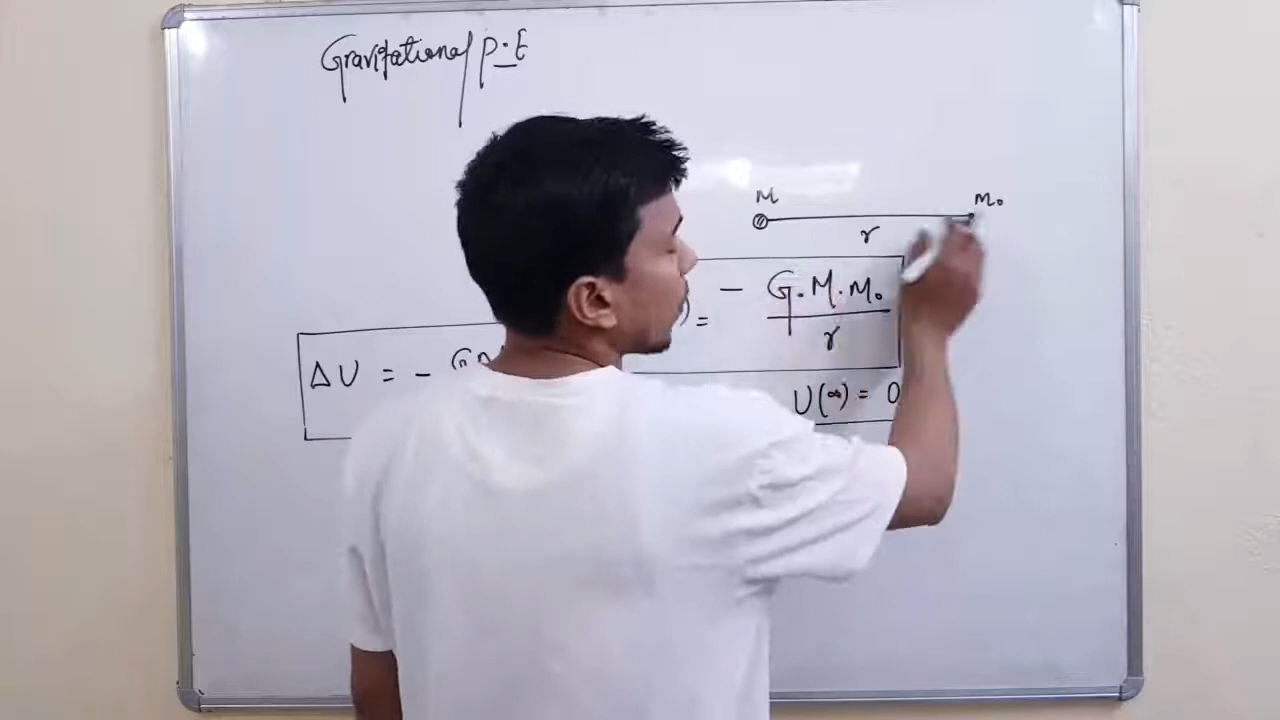 Gravitational P.E
M M₀
r
) = - G.M.M₀ / r
ΔU = - G
U(∞) = 0